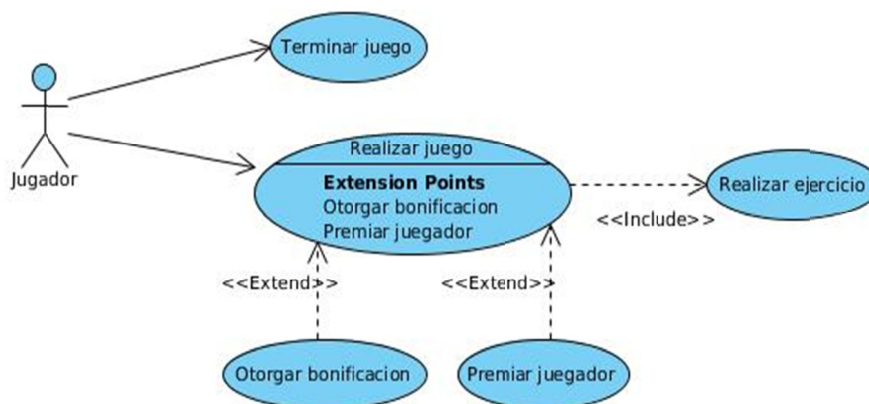 Terminar juego
Jugador
Realizar juego
Extension Points
Otorgar bonificacion
Premiar juegador
Realizar ejercicio
<<Include>>
<<Extend>>
<<Extend>>
Otorgar bonificacion
Premiar juegador